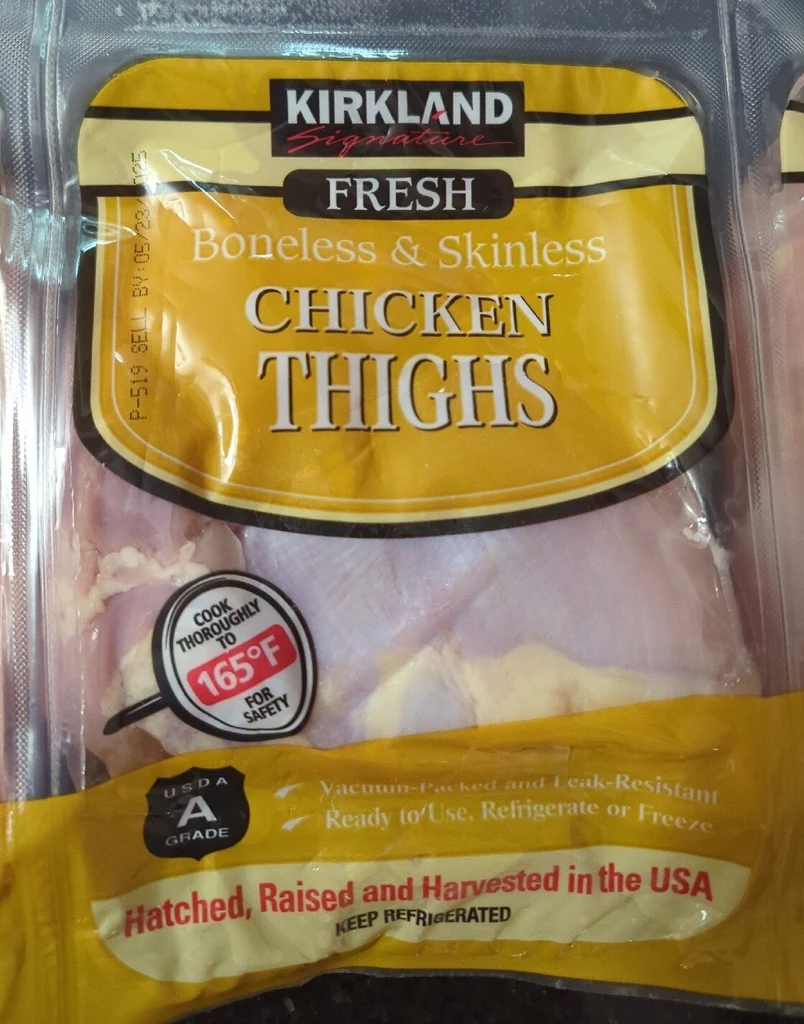 KIRKLAND
Signature
FRESH
Boneless & Skinless
CHICKEN
THIGHS
P-519 SELL BY:05/23/
COOK
THOROUGHLY
TO
165°F
FOR
SAFETY
USDA
A
GRADE
Vacuum-Packed and Leak-Resistant
Ready to Use, Refrigerate or Freeze
Hatched, Raised and Harvested in the USA
KEEP REFRIGERATED